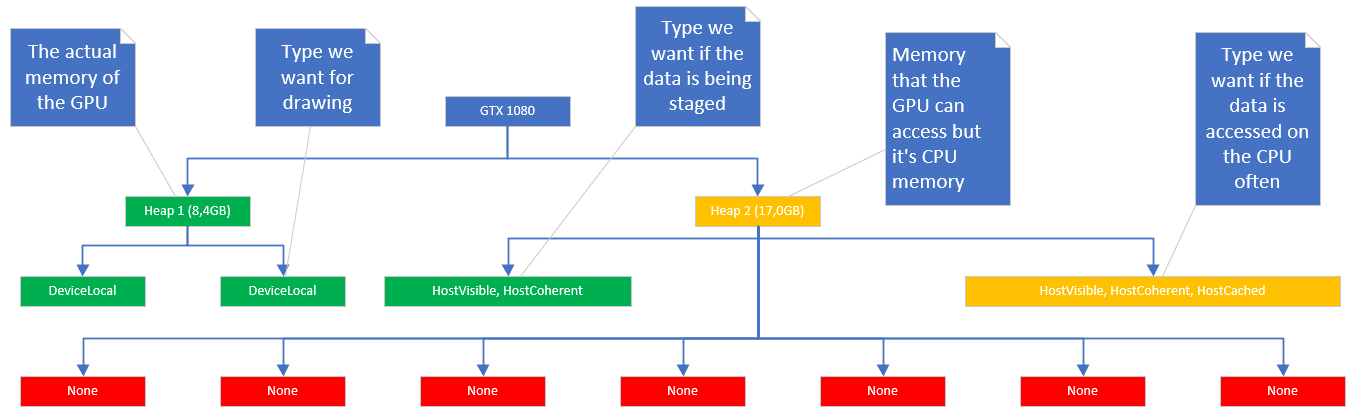 The actual
memory of
the GPU
Type we
want for
drawing
GTX 1080
Type we
want if the
data is being
staged
Memory
that the
GPU can
access but
it's CPU
memory
Type we
want if the
data is
accessed on
the CPU
often
Heap 1 (8,4GB)
Heap 2 (17,0GB)
DeviceLocal
DeviceLocal
HostVisible, HostCoherent
HostVisible, HostCoherent, HostCached
None
None
None
None
None
None
None